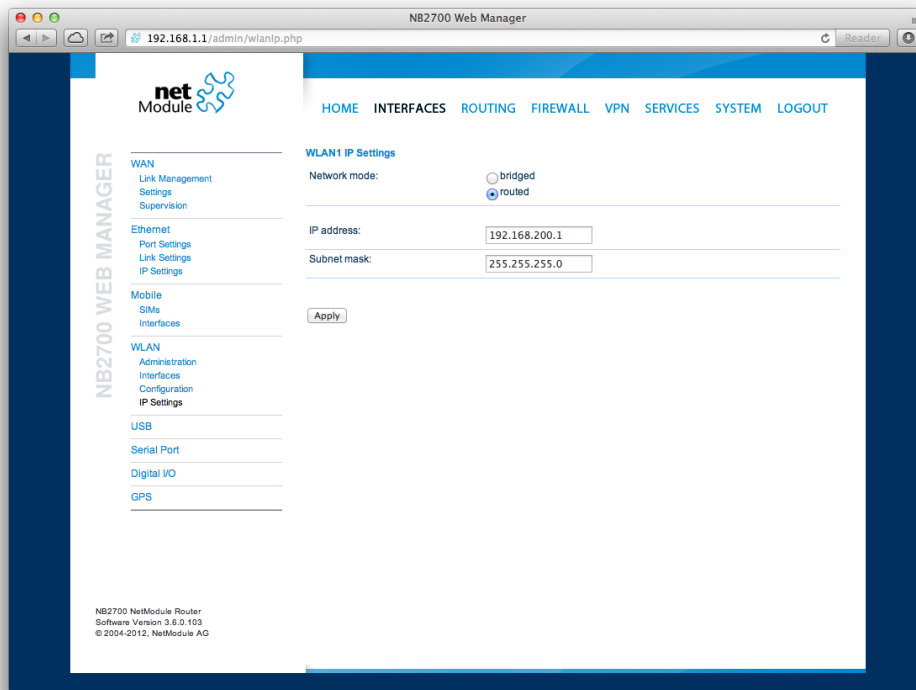 NB2700 Web Manager
192.168.1.1/admin/wlanIp.php
Reader
net
Module
HOME INTERFACES ROUTING FIREWALL VPN SERVICES SYSTEM LOGOUT
NB2700 WEB MANAGER
WAN
Link Management
Settings
Supervision
Ethernet
Port Settings
Link Settings
IP Settings
Mobile
SIMs
Interfaces
WLAN
Administration
Interfaces
Configuration
IP Settings
USB
Serial Port
Digital I/O
GPS
WLAN1 IP Settings
Network mode:
bridged
routed
IP address:
192.168.200.1
Subnet mask:
255.255.255.0
Apply
NB2700 NetModule Router
Software Version 3.6.0.103
© 2004-2012, NetModule AG